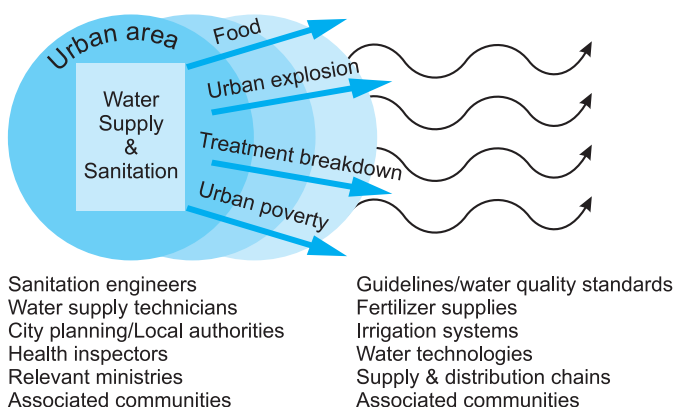 Urban area
Food
Urban explosion
Water
Supply
&
Sanitation
Treatment breakdown
Urban poverty
Sanitation engineers
Water supply technicians
City planning/Local authorities
Health inspectors
Relevant ministries
Associated communities
Guidelines/water quality standards
Fertilizer supplies
Irrigation systems
Water technologies
Supply & distribution chains
Associated communities